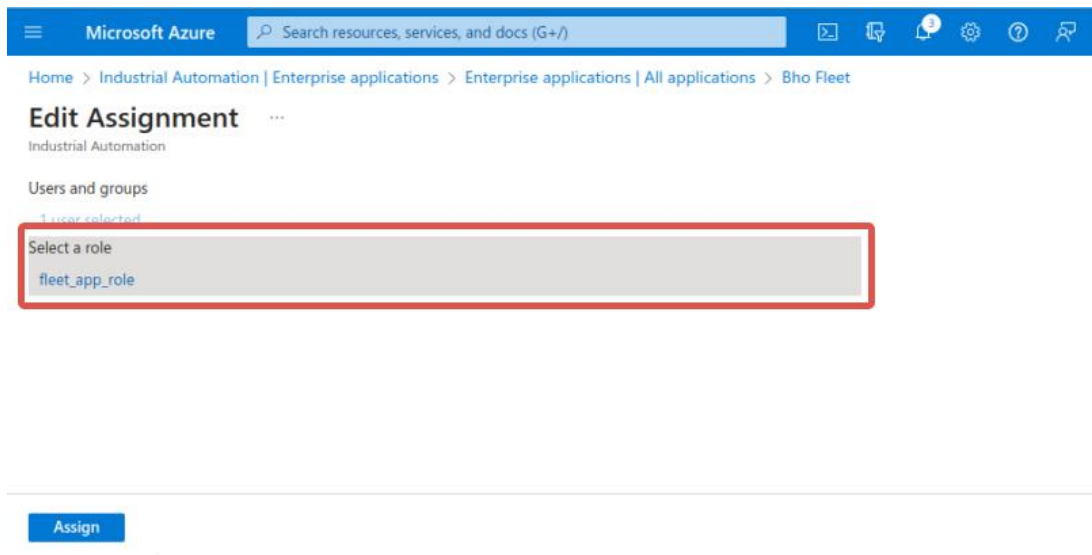 Microsoft Azure
Search resources, services, and docs (G+/)
3
Home > Industrial Automation | Enterprise applications > Enterprise applications | All applications > Bho Fleet
Edit Assignment ...
Industrial Automation
Users and groups
1 user selected
Select a role
fleet_app_role
Assign